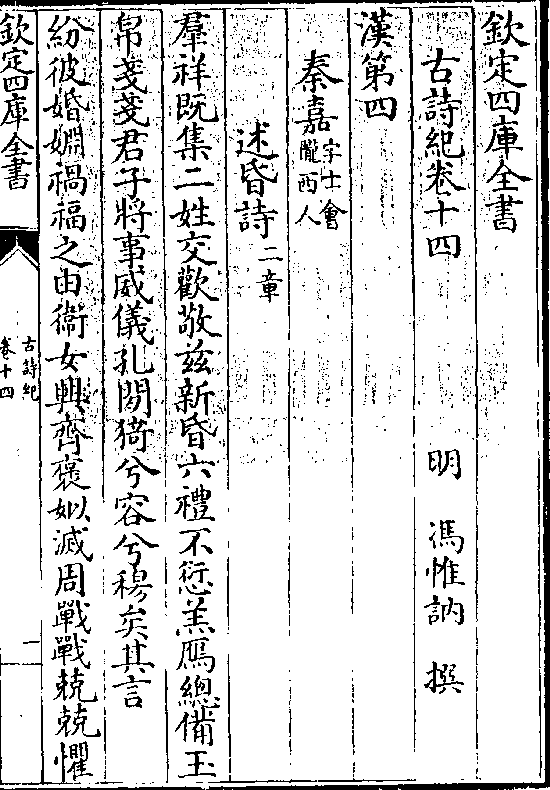 欽定四庫全書
古詩紀卷十四　明　馮惟訥　撰
漢第四
秦嘉字士會隴西人
述昏詩二章
羣祥既集二姓交歡敬兹新昏六禮不愆羔鴈總備玉
帛戔戔君子將事威儀孔閑猗兮容兮穆矣其言
紛彼婚姻禍福之由衞女興齊褒姒滅周戰戰兢兢懼
欽定四庫全書
古詩紀
卷十四
一